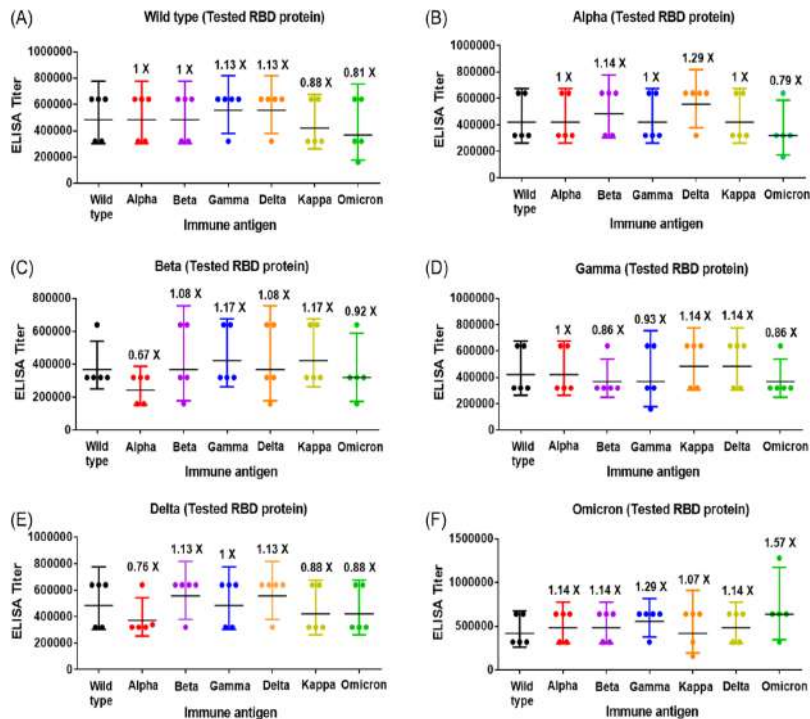 (A)
Wild type (Tested RBD protein)
ELISA Titer
1000000
800000
600000
400000
200000
0
1 X 1 X 1.13 X 1.13 X 0.88 X 0.81 X
Wild type Alpha Beta Gamma Delta Kappa Omicron
Immune antigen
(B)
Alpha (Tested RBD protein)
ELISA Titer
1000000
800000
600000
400000
200000
0
1 X 1.14 X 1 X 1.29 X 1 X 0.79 X
Wild type Alpha Beta Gamma Delta Kappa Omicron
Immune antigen
(C)
Beta (Tested RBD protein)
ELISA Titer
800000
600000
400000
200000
0
0.67 X 1.08 X 1.17 X 1.08 X 1.17 X 0.92 X
Wild type Alpha Beta Gamma Delta Kappa Omicron
Immune antigen
(D)
Gamma (Tested RBD protein)
ELISA Titer
1000000
800000
600000
400000
200000
0
1 X 0.86 X 0.93 X 1.14 X 1.14 X 0.86 X
Wild type Alpha Beta Gamma Kappa Delta Omicron
Immune antigen
(E)
Delta (Tested RBD protein)
ELISA Titer
1000000
800000
600000
400000
200000
0
0.76 X 1.13 X 1 X 1.13 X 0.88 X 0.88 X
Wild type Alpha Beta Gamma Delta Kappa Omicron
Immune antigen
(F)
Omicron (Tested RBD protein)
ELISA Titer
1500000
1000000
500000
0
1.14 X 1.14 X 1.29 X 1.07 X 1.14 X 1.57 X
Wild type Alpha Beta Gamma Kappa Delta Omicron
Immune antigen